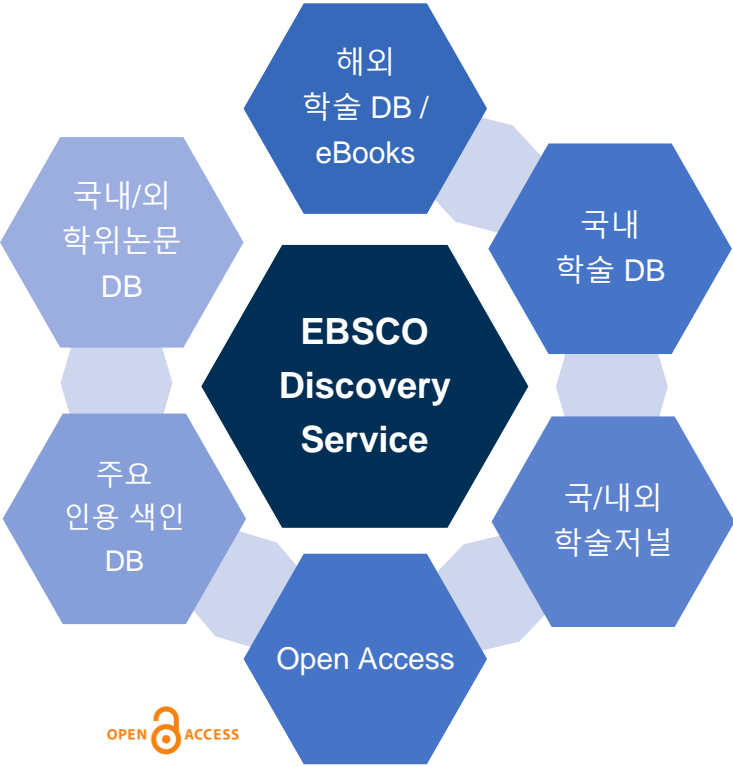 해외
학술 DB /
eBooks
국내
학술 DB
국/내외
학술저널
Open Access
주요
인용 색인
DB
국내/외
학위논문
DB
EBSCO
Discovery
Service
OPEN ACCESS